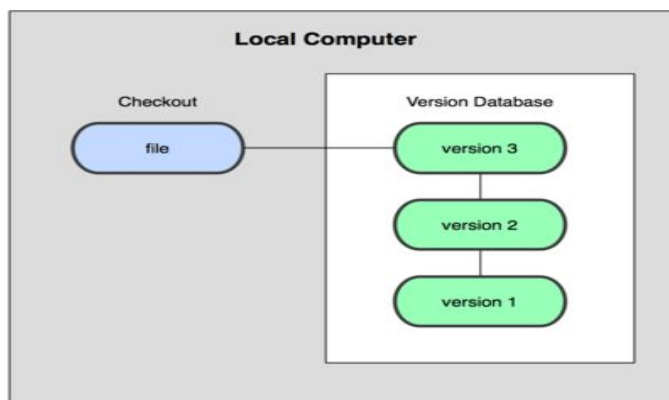 Local Computer
Checkout
Version Database
file
version 3
version 2
version 1